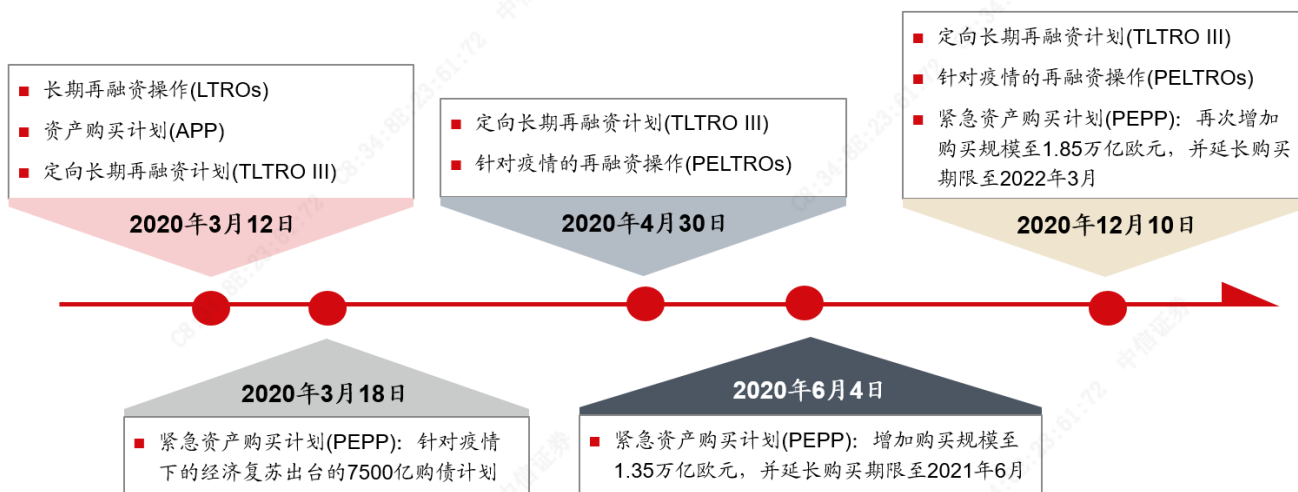 长期再融资操作(LTROs)
资产购买计划(APP)
定向长期再融资计划(TLTRO III)
2020年3月12日
定向长期再融资计划(TLTRO III)
针对疫情的再融资操作(PELTROs)
2020年4月30日
定向长期再融资计划(TLTRO III)
针对疫情的再融资操作(PELTROs)
紧急资产购买计划(PEPP)：再次增加
购买规模至1.85万亿欧元，并延长购买
期限至2022年3月
2020年12月10日
2020年3月18日
紧急资产购买计划(PEPP)：针对疫情
下的经济复苏出台的7500亿购债计划
2020年6月4日
紧急资产购买计划(PEPP)：增加购买规模至
1.35万亿欧元，并延长购买期限至2021年6月